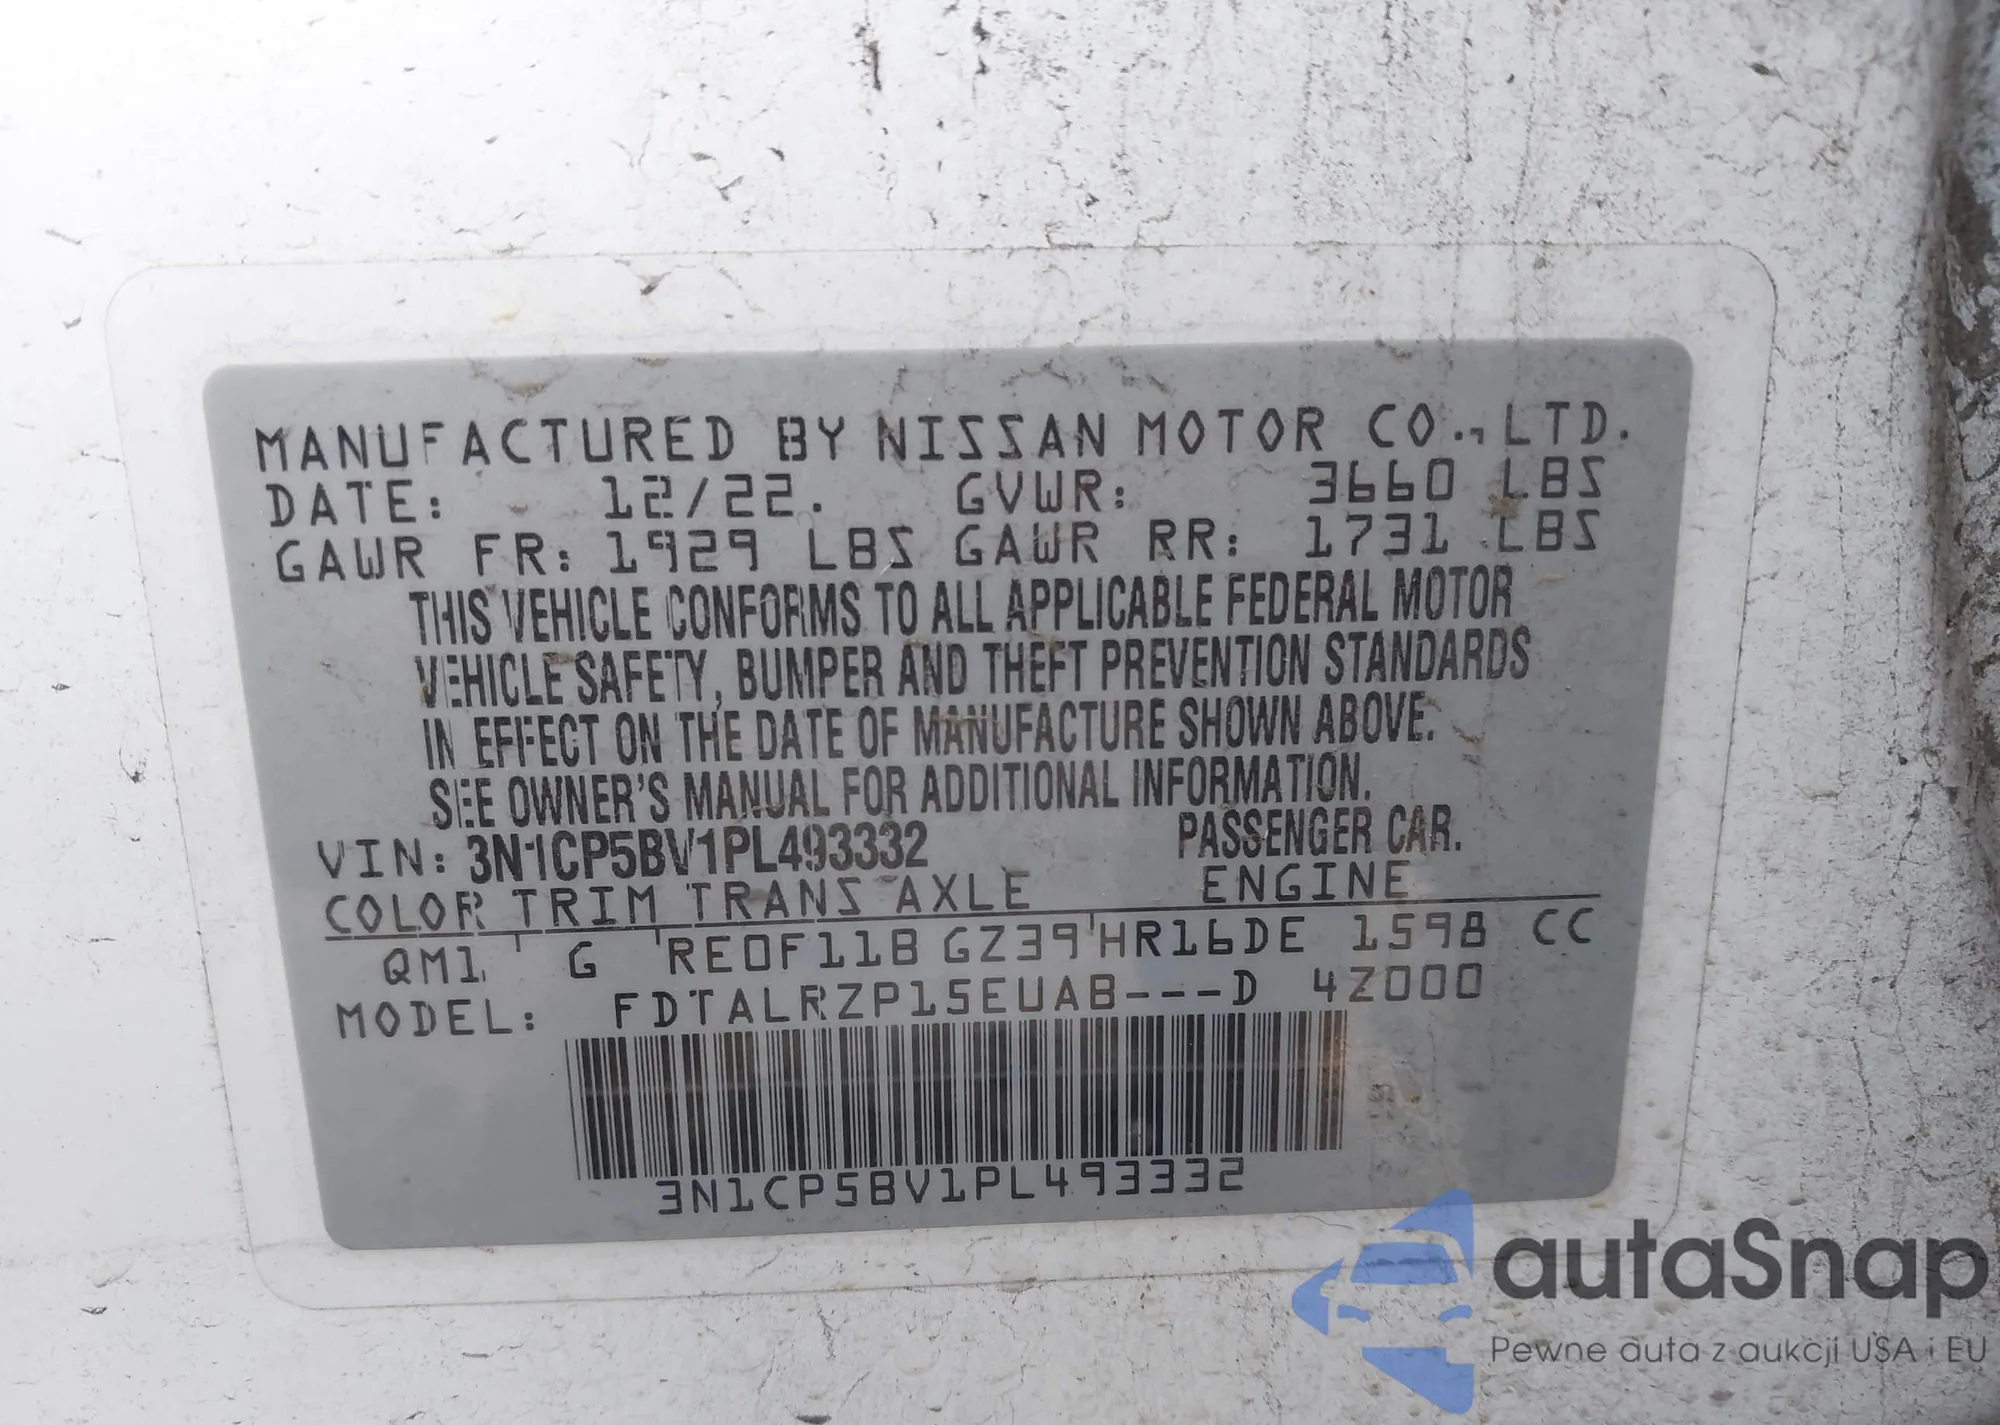 MANUFACTURED BY NISSAN MOTOR CO., LTD.
DATE: 12/22. GVWR: 3660 LBS
GAWR FR: 1929 LBS GAWR RR: 1731 LBS
THIS VEHICLE CONFORMS TO ALL APPLICABLE FEDERAL MOTOR
VEHICLE SAFETY, BUMPER AND THEFT PREVENTION STANDARDS
IN EFFECT ON THE DATE OF MANUFACTURE SHOWN ABOVE.
SEE OWNER'S MANUAL FOR ADDITIONAL INFORMATION.
VIN: 3N1CP5BV1PL493332 PASSENGER CAR.
COLOR TRIM TRANS AXLE ENGINE
QM1 G RE0F11B GZ39 HR16DE 1598 CC
MODEL: FDTALRZP15EUAB---D 4Z000
3N1CP5BV1PL493332
autaSnap
Pewne auta z aukcji USA i EU